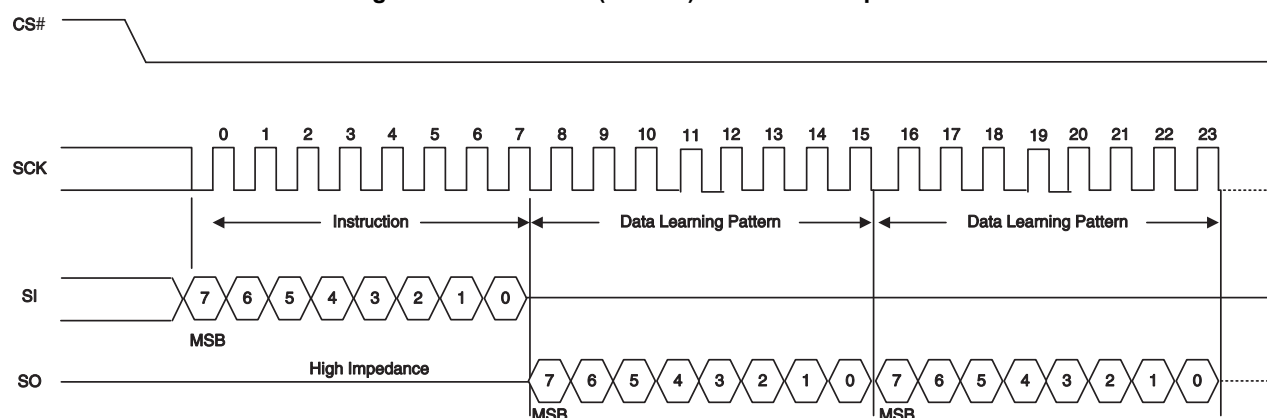 CS#
0 1 2 3 4 5 6 7 8 9 10 11 12 13 14 15 16 17 18 19 20 21 22 23
SCK
Instruction Data Learning Pattern Data Learning Pattern
SI 7 6 5 4 3 2 1 0
MSB
High Impedance
SO 7 6 5 4 3 2 1 0 7 6 5 4 3 2 1 0
MSB MSB